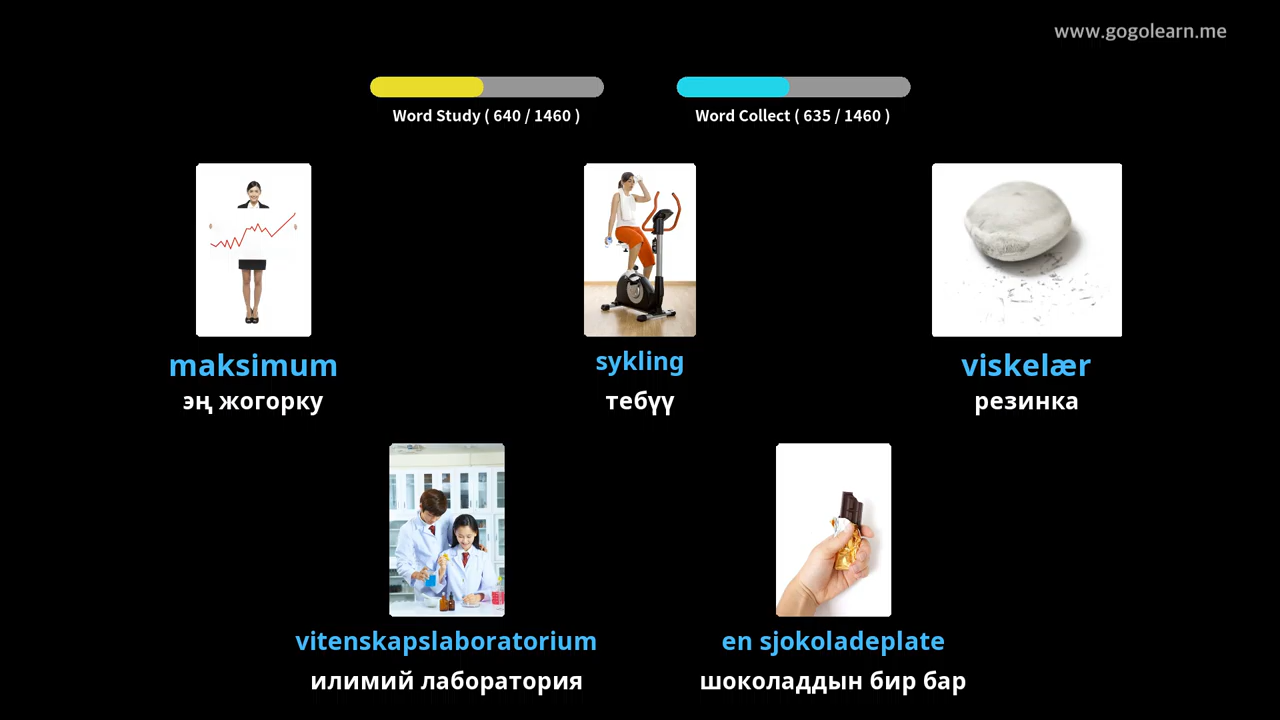 www.gogolearn.me
Word Study ( 640 / 1460 )
Word Collect ( 635 / 1460 )
maksimum
эң жогорку
sykling
тебүү
viskelær
резинка
vitenskapslaboratorium
илимий лаборатория
en sjokoladeplate
шоколаддын бир бар